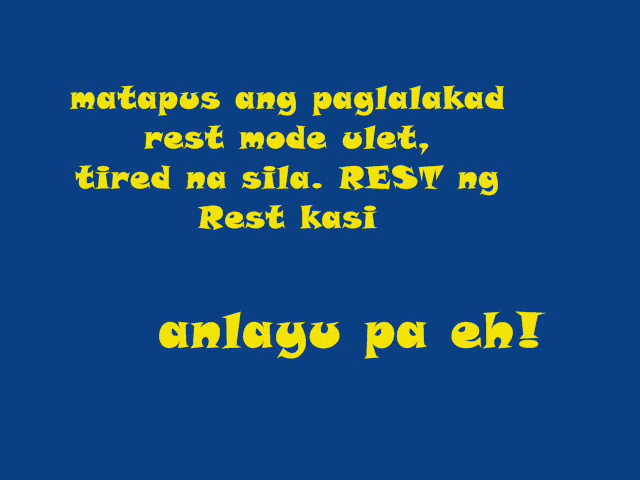 matapus ang paglalakad
rest mode ulet,
tired na sila. REST ng
Rest kasi
anlayu pa eh!